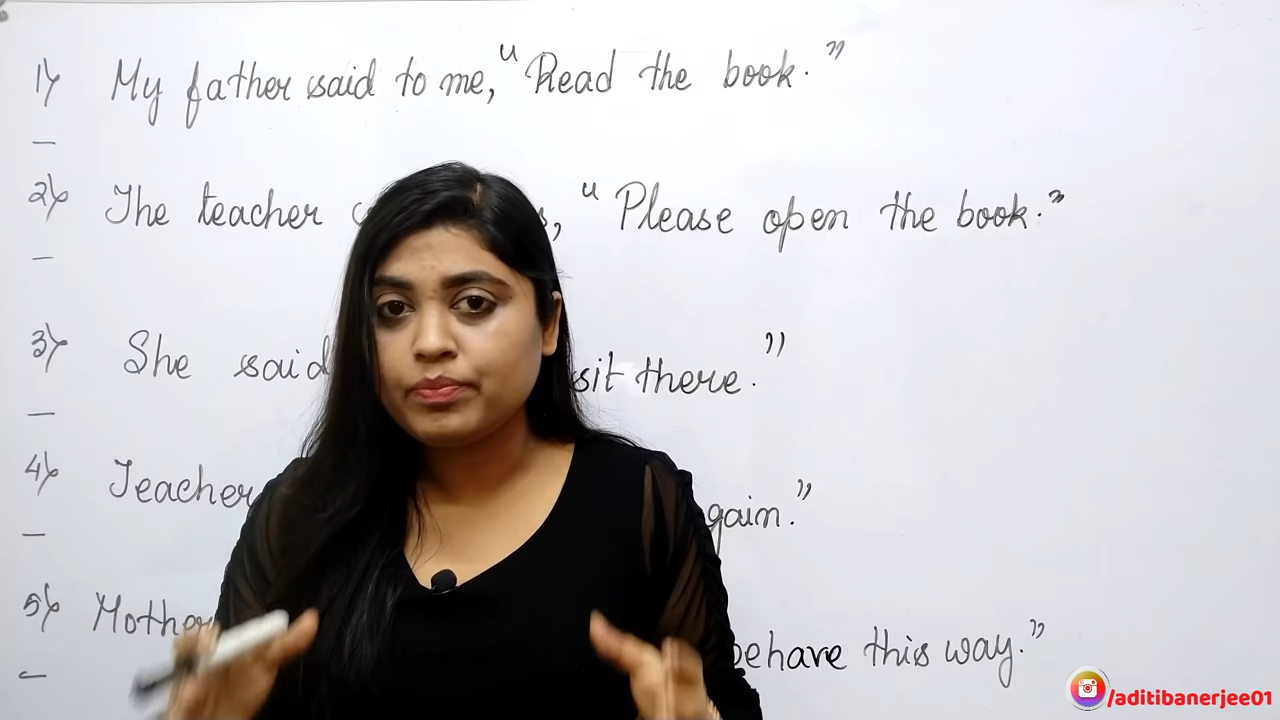 1) My father said to me, "Read the book."
2) The teacher "Please open the book."
3) She said sit there."
4) Teacher gain."
5) Mother behave this way."
/aditibanerjee01